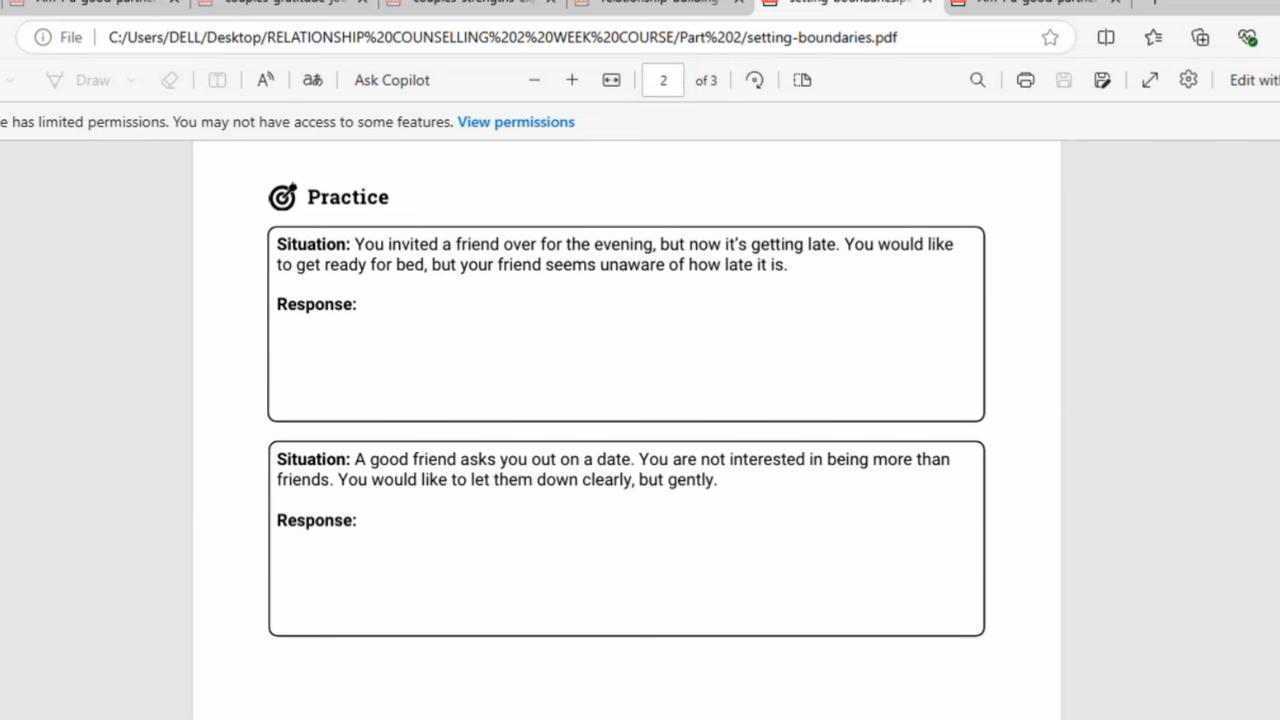 setting-boundaries.p
File C:/Users/DELL/Desktop/RELATIONSHIP%20COUNSELLING%202%20WEEK%20COURSE/Part%202/setting-boundaries.pdf
Draw Ask Copilot 2 of 3 Edit wit
e has limited permissions. You may not have access to some features. View permissions
Practice
Situation: You invited a friend over for the evening, but now it's getting late. You would like
to get ready for bed, but your friend seems unaware of how late it is.
Response:
Situation: A good friend asks you out on a date. You are not interested in being more than
friends. You would like to let them down clearly, but gently.
Response: